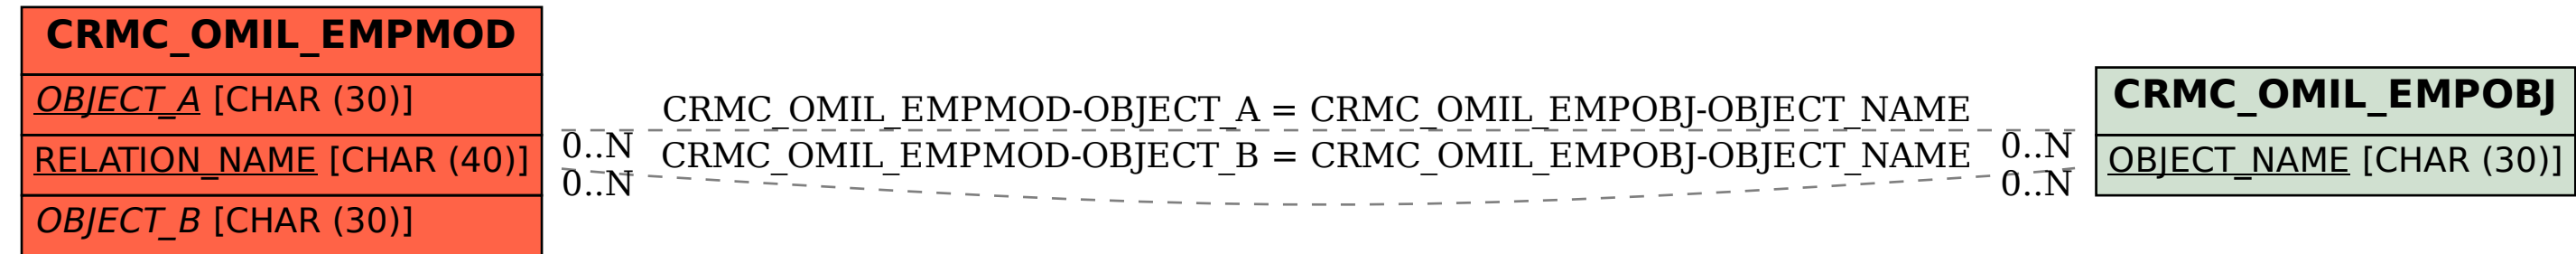 CRMC_OMIL_EMPMOD
OBJECT_A [CHAR (30)]
RELATION_NAME [CHAR (40)]
OBJECT_B [CHAR (30)]
CRMC_OMIL_EMPMOD-OBJECT_A = CRMC_OMIL_EMPOBJ-OBJECT_NAME
0..N
0..N
CRMC_OMIL_EMPMOD-OBJECT_B = CRMC_OMIL_EMPOBJ-OBJECT_NAME
0..N
0..N
CRMC_OMIL_EMPOBJ
OBJECT_NAME [CHAR (30)]